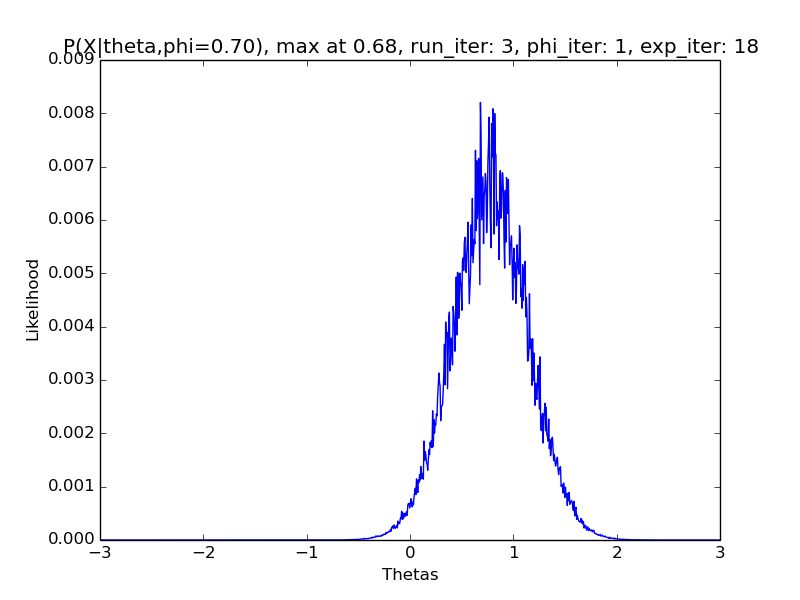 P(X|theta,phi=0.70), max at 0.68, run_iter: 3, phi_iter: 1, exp_iter: 18
0.009
0.008
0.007
0.006
0.005
0.004
0.003
0.002
0.001
0.000
Likelihood
−3 −2 −1 0 1 2 3
Thetas